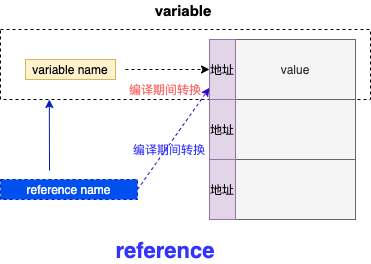 variable
variable name
地址
value
编译期间转换
地址
编译期间转换
地址
reference name
reference